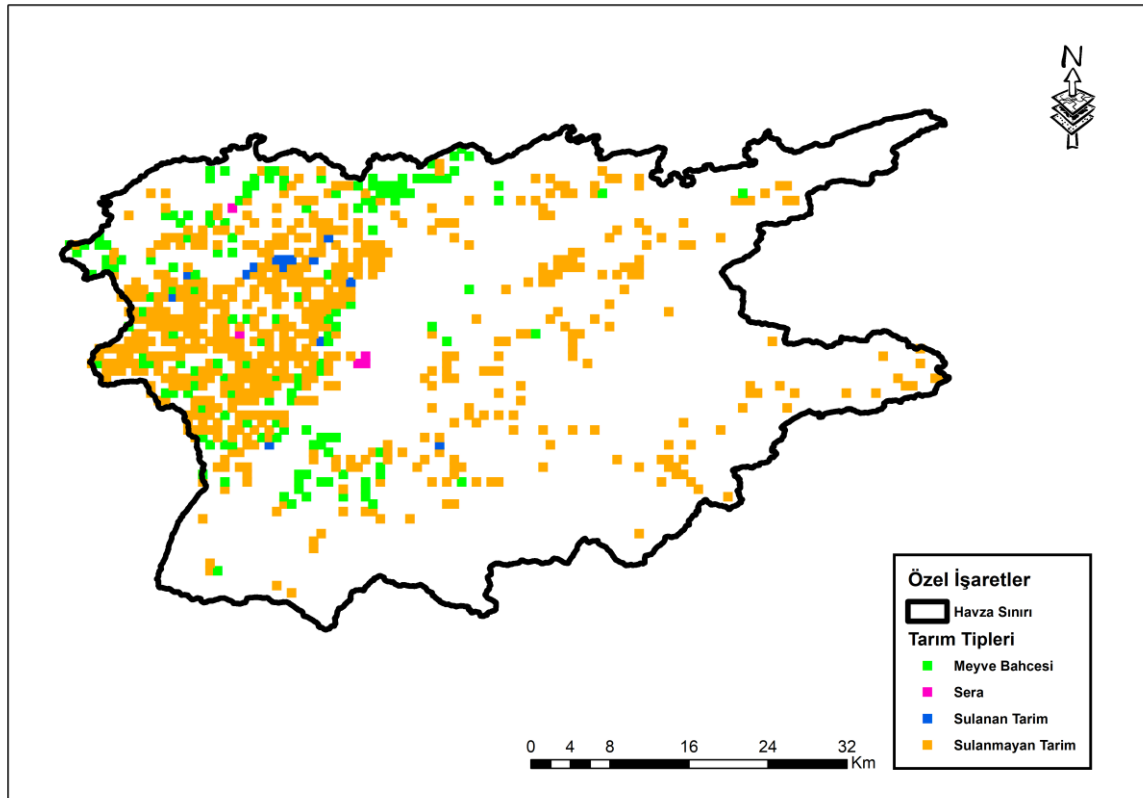 N
Özel İşaretler
Havza Sınırı
Tarım Tipleri
Meyve Bahcesi
Sera
Sulanan Tarim
Sulanmayan Tarim
0 4 8 16 24 32
Km